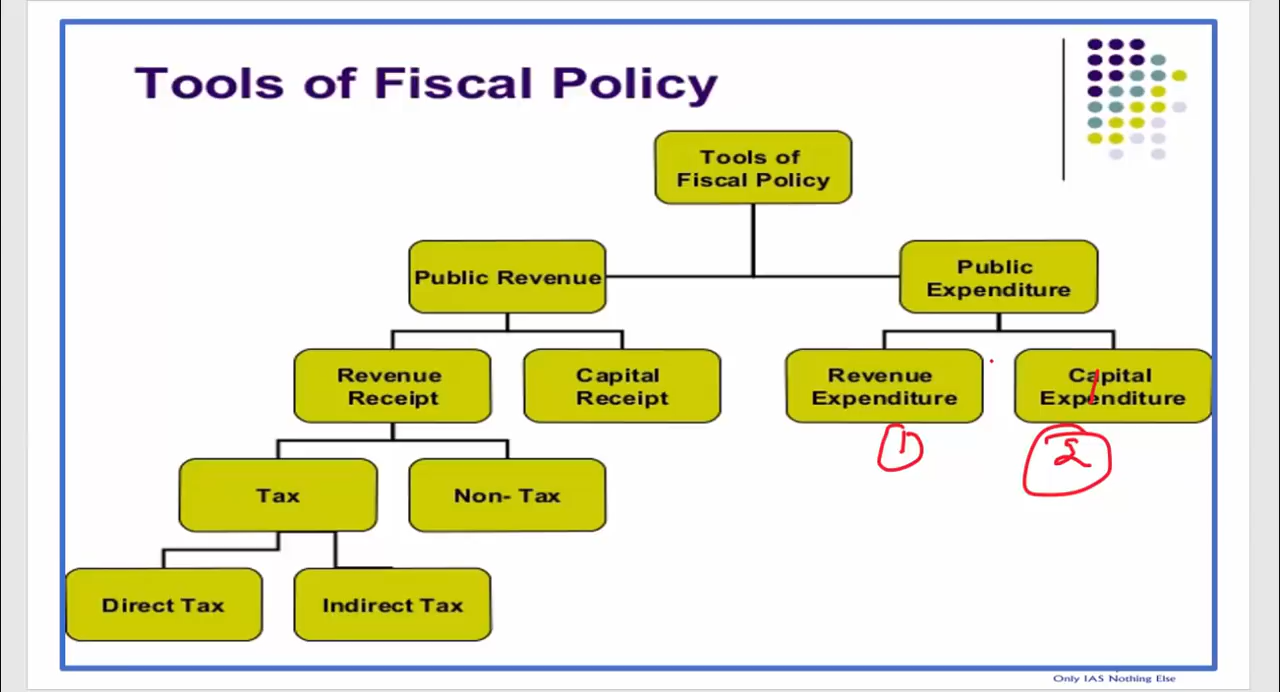 Tools of Fiscal Policy
Tools of
Fiscal Policy
Public Revenue
Public
Expenditure
Revenue
Receipt
Capital
Receipt
Revenue
Expenditure
Capital
Expenditure
1
2
Tax
Non- Tax
Direct Tax
Indirect Tax
Only IAS Nothing Else